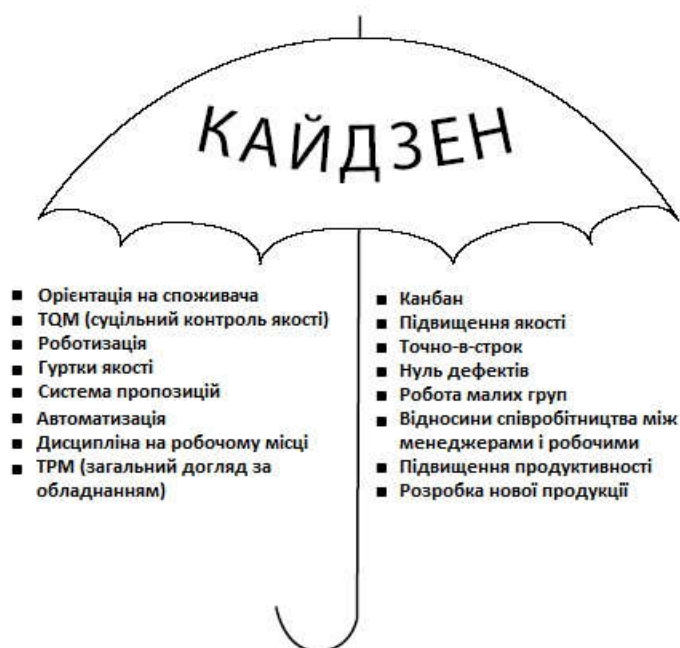 КАЙДЗЕН
■ Орієнтація на споживача
■ TQM (суцільний контроль якості)
■ Роботизація
■ Гуртки якості
■ Система пропозицій
■ Автоматизація
■ Дисципліна на робочому місці
■ ТРМ (загальний догляд за
обладнанням)
■ Канбан
■ Підвищення якості
■ Точно-в-строк
■ Нуль дефектів
■ Робота малих груп
■ Відносини співробітництва між
менеджерами і робочими
■ Підвищення продуктивності
■ Розробка нової продукції